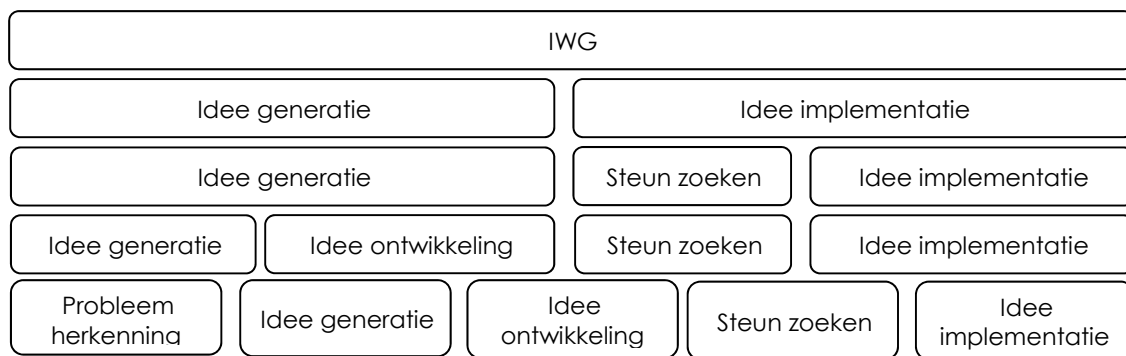 IWG
Idee generatie
Idee implementatie
Idee generatie
Steun zoeken
Idee implementatie
Idee generatie
Idee ontwikkeling
Steun zoeken
Idee implementatie
Probleem
herkenning
Idee generatie
Idee
ontwikkeling
Steun zoeken
Idee
implementatie